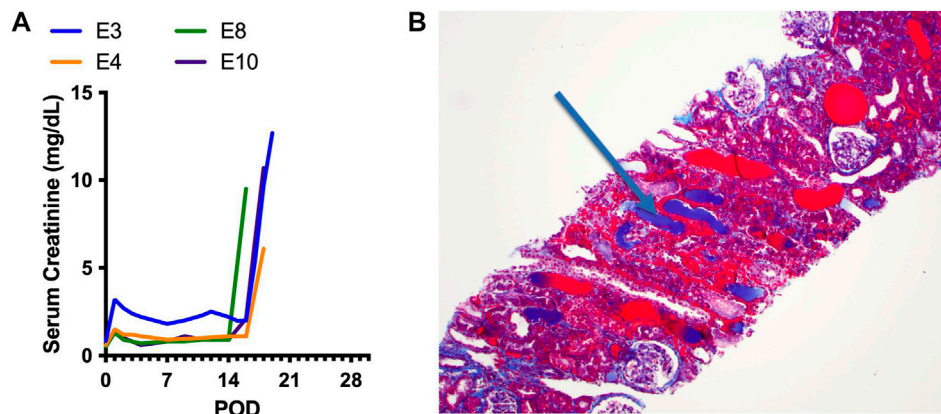 A
B
E3
E8
E4
E10
Serum Creatinine (mg/dL)
15
10
5
0
0
7
14
21
28
POD